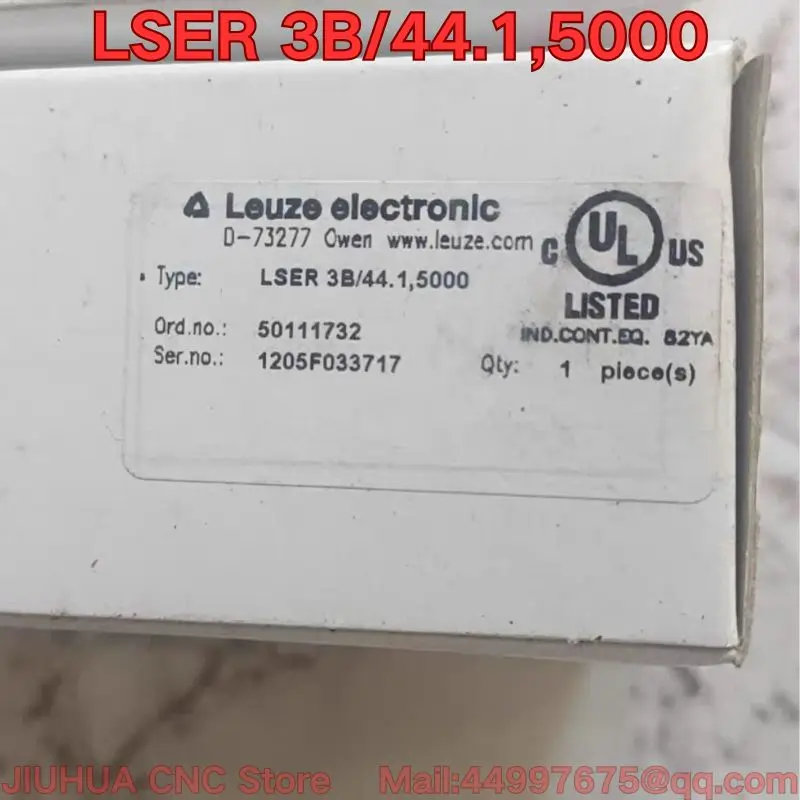 LSER 3B/44.1,5000
Leuze electronic
D-73277 Owen www.leuze.com
C UL US
LISTED
IND.CONT.EQ. 82YA
Type: LSER 3B/44.1,5000
Ord.no.: 50111732
Ser.no.: 1205F033717 Qty: 1 piece(s)
JIUHUA CNC Store Mail:44997675@qq.com